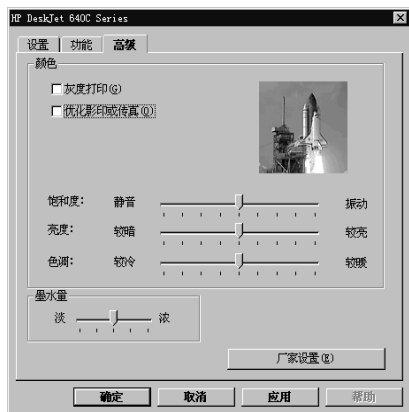 HP DeskJet 640C Series
设置 功能 高级
颜色
灰度打印(G)
优化影印或传真(O)
饱和度: 静音 振动
亮度: 较暗 较亮
色调: 较冷 较暖
墨水量
淡 浓
厂家设置(E)
确定 取消 应用 帮助